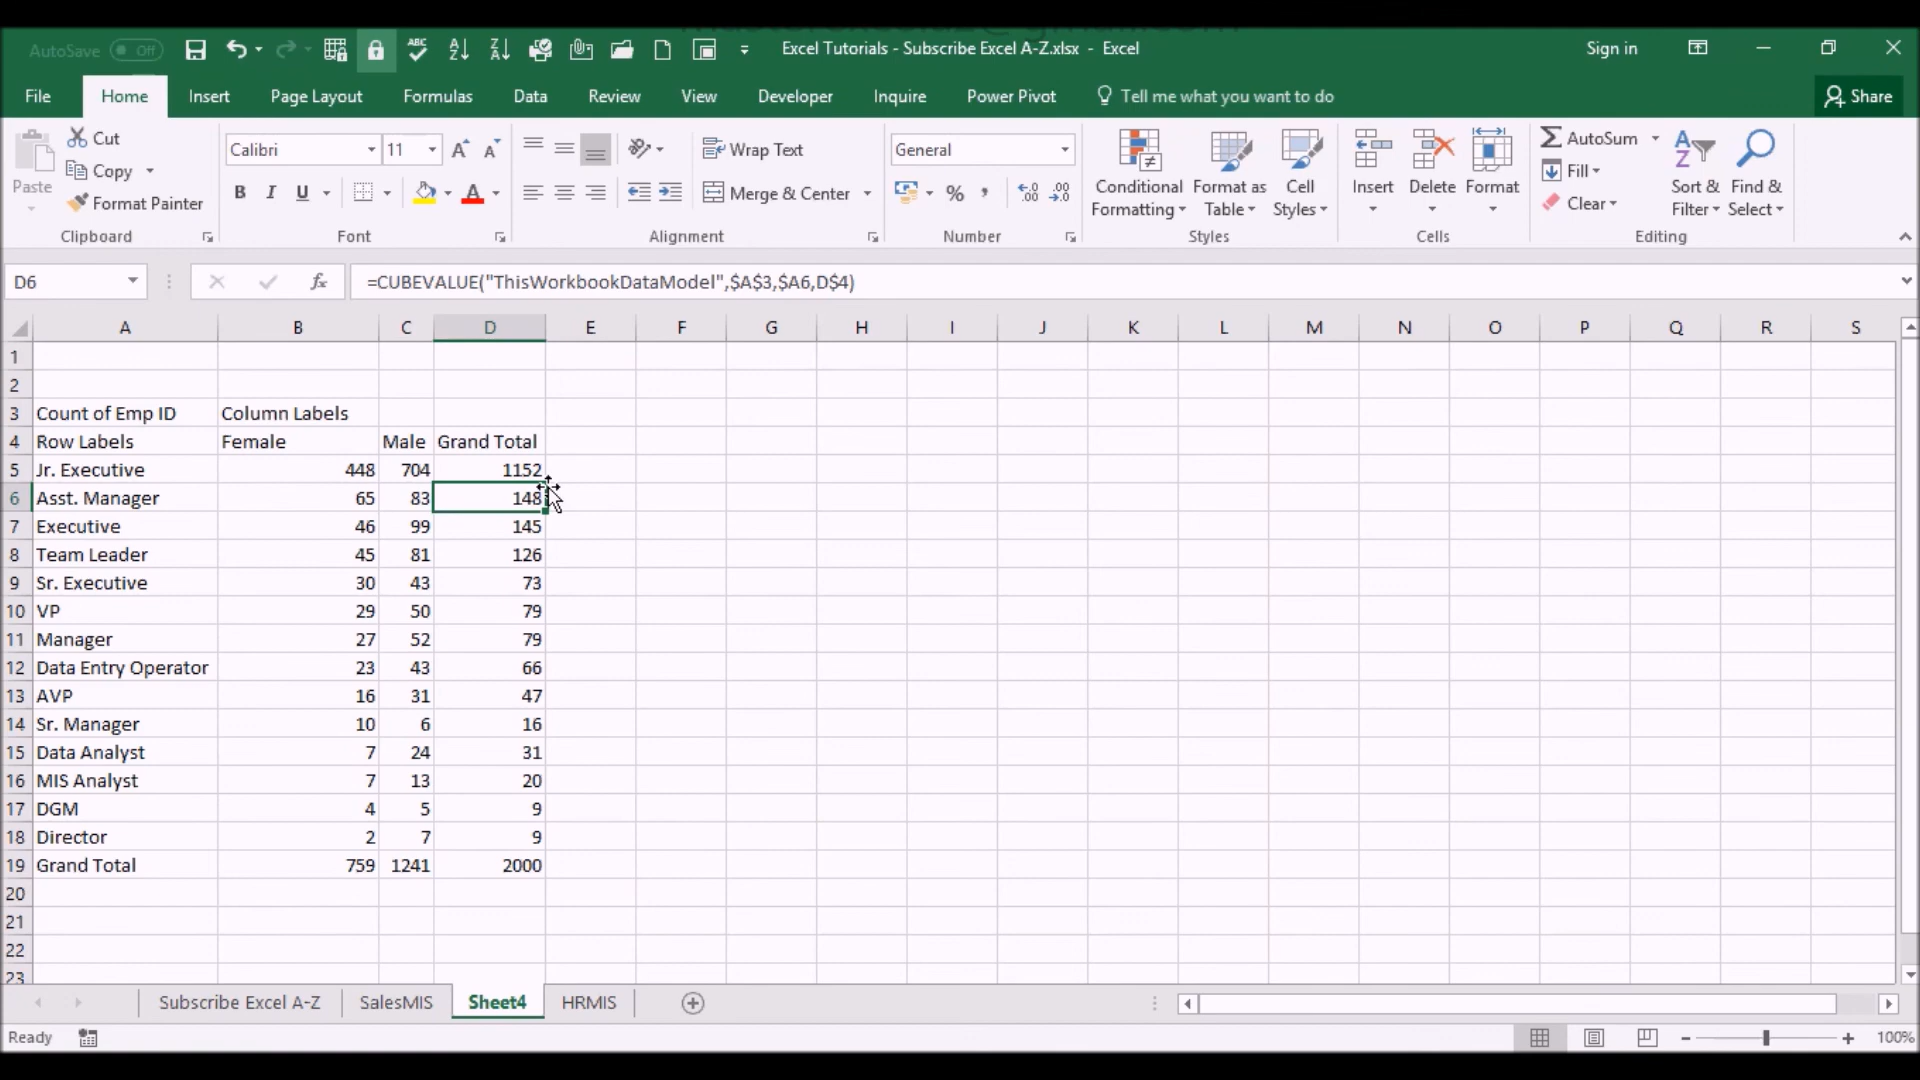 AutoSave Off
Excel Tutorials - Subscribe Excel A-Z.xlsx - Excel
Sign in
File Home Insert Page Layout Formulas Data Review View Developer Inquire Power Pivot Tell me what you want to do Share
Paste
Cut
Copy
Format Painter
Clipboard
Calibri 11
B I U
Font
Wrap Text
Merge & Center
Alignment
General
%
Number
Conditional Formatting
Format as Table
Cell Styles
Styles
Insert
Delete
Format
Cells
AutoSum
Fill
Clear
Sort & Filter
Find & Select
Editing
D6 fx =CUBEVALUE("ThisWorkbookDataModel",$A$3,$A6,D$4)
A B C D E F G H I J K L M N O P Q R S
1
2
3 Count of Emp ID Column Labels
4 Row Labels Female Male Grand Total
5 Jr. Executive 448 704 1152
6 Asst. Manager 65 83 148
7 Executive 46 99 145
8 Team Leader 45 81 126
9 Sr. Executive 30 43 73
10 VP 29 50 79
11 Manager 27 52 79
12 Data Entry Operator 23 43 66
13 AVP 16 31 47
14 Sr. Manager 10 6 16
15 Data Analyst 7 24 31
16 MIS Analyst 7 13 20
17 DGM 4 5 9
18 Director 2 7 9
19 Grand Total 759 1241 2000
20
21
22
23
Subscribe Excel A-Z SalesMIS Sheet4 HRMIS
Ready 100%